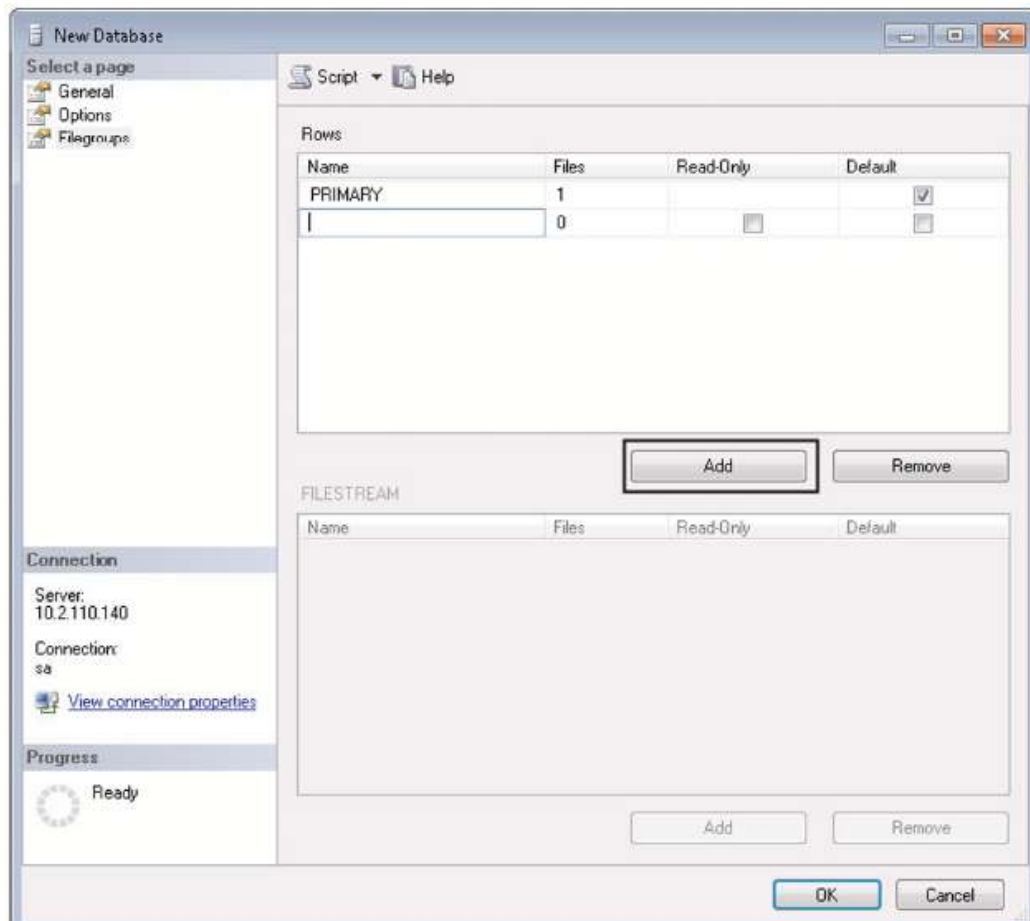 New Database
Select a page
General
Options
Filegroups
Script Help
Rows
Name Files Read-Only Default
PRIMARY 1
0
Add Remove
FILESTREAM
Name Files Read-Only Default
Add Remove
Connection
Server:
10.2.110.140
Connection:
sa
View connection properties
Progress
Ready
OK Cancel